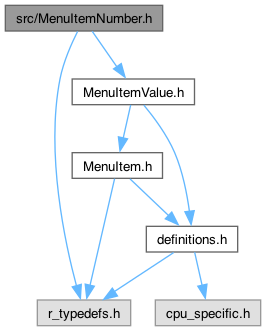 src/MenuItemNumber.h
MenuItemValue.h
MenuItem.h
definitions.h
r_typedefs.h
cpu_specific.h